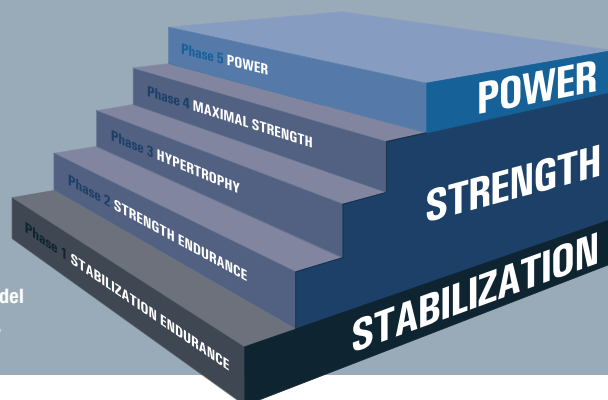 Phase 5 POWER
POWER
Phase 4 MAXIMAL STRENGTH
Phase 3 HYPERTROPHY
STRENGTH
Phase 2 STRENGTH ENDURANCE
Phase 1 STABILIZATION ENDURANCE
STABILIZATION
del